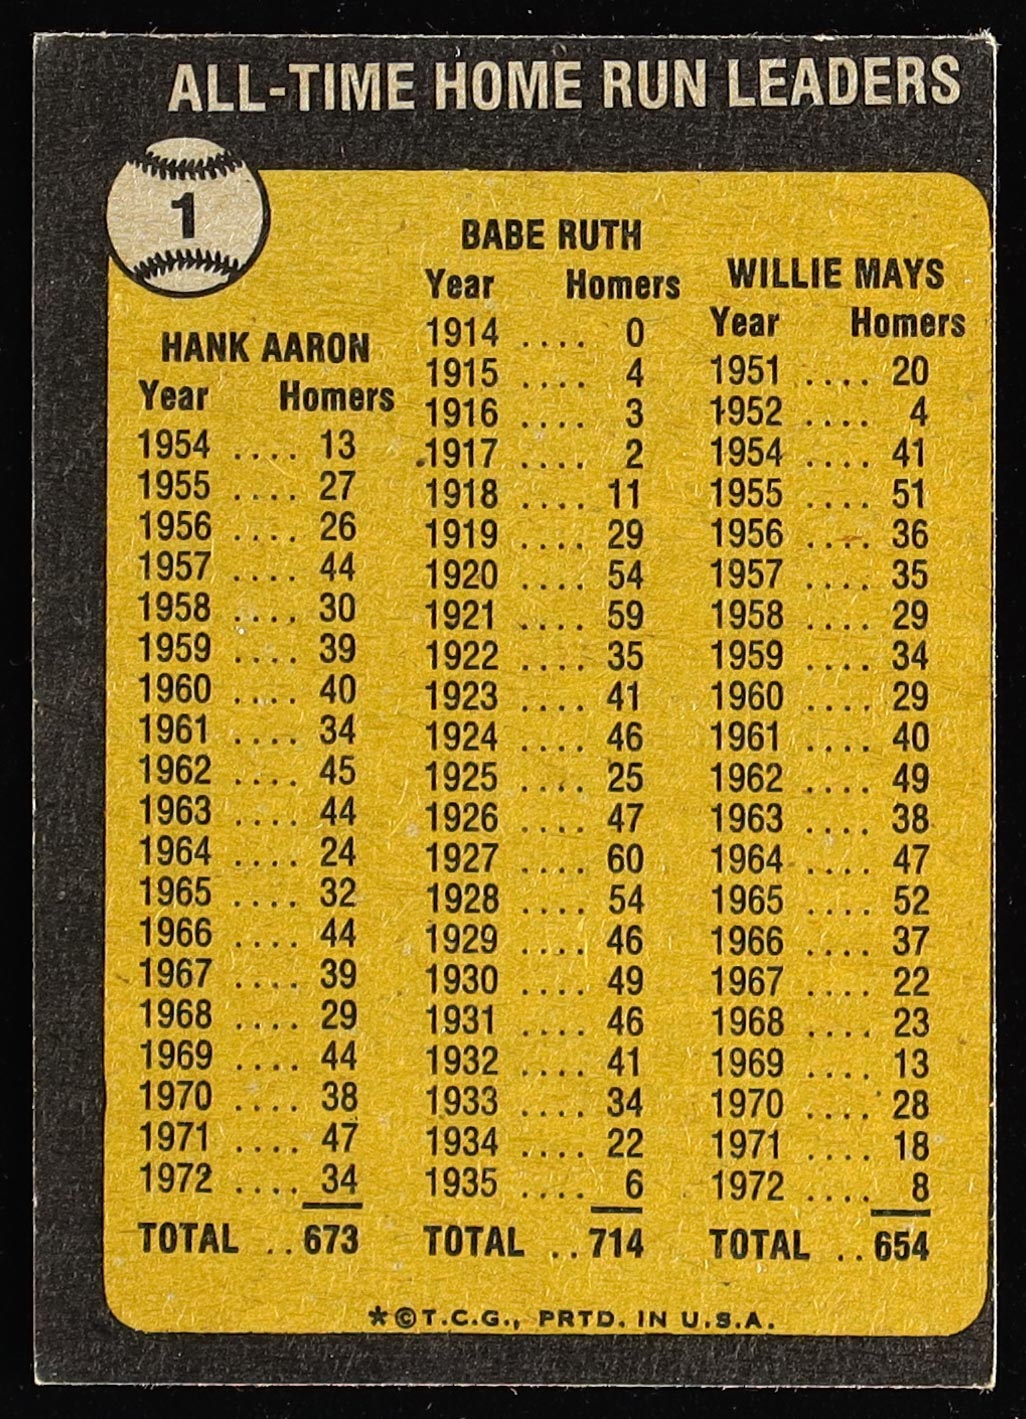 ALL-TIME HOME RUN LEADERS
1
HANK AARON
Year Homers
1954 .... 13
1955 .... 27
1956 .... 26
1957 .... 44
1958 .... 30
1959 .... 39
1960 .... 40
1961 .... 34
1962 .... 45
1963 .... 44
1964 .... 24
1965 .... 32
1966 .... 44
1967 .... 39
1968 .... 29
1969 .... 44
1970 .... 38
1971 .... 47
1972 .... 34
TOTAL .. 673
BABE RUTH
Year Homers
1914 .... 0
1915 .... 4
1916 .... 3
1917 .... 2
1918 .... 11
1919 .... 29
1920 .... 54
1921 .... 59
1922 .... 35
1923 .... 41
1924 .... 46
1925 .... 25
1926 .... 47
1927 .... 60
1928 .... 54
1929 .... 46
1930 .... 49
1931 .... 46
1932 .... 41
1933 .... 34
1934 .... 22
1935 .... 6
TOTAL .. 714
WILLIE MAYS
Year Homers
1951 .... 20
1952 .... 4
1954 .... 41
1955 .... 51
1956 .... 36
1957 .... 35
1958 .... 29
1959 .... 34
1960 .... 29
1961 .... 40
1962 .... 49
1963 .... 38
1964 .... 47
1965 .... 52
1966 .... 37
1967 .... 22
1968 .... 23
1969 .... 13
1970 .... 28
1971 .... 18
1972 .... 8
TOTAL .. 654
*©T.C.G., PRTD. IN U.S.A.